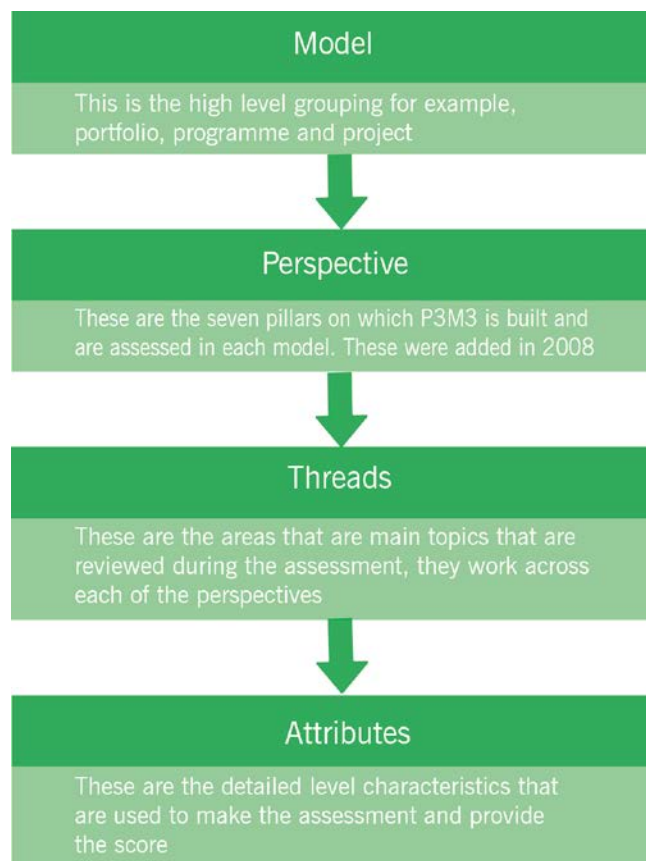 Model
This is the high level grouping for example,
portfolio, programme and project
Perspective
These are the seven pillars on which P3M3 is built and
are assessed in each model. These were added in 2008
Threads
These are the areas that are main topics that are
reviewed during the assessment, they work across
each of the perspectives
Attributes
These are the detailed level characteristics that
are used to make the assessment and provide
the score